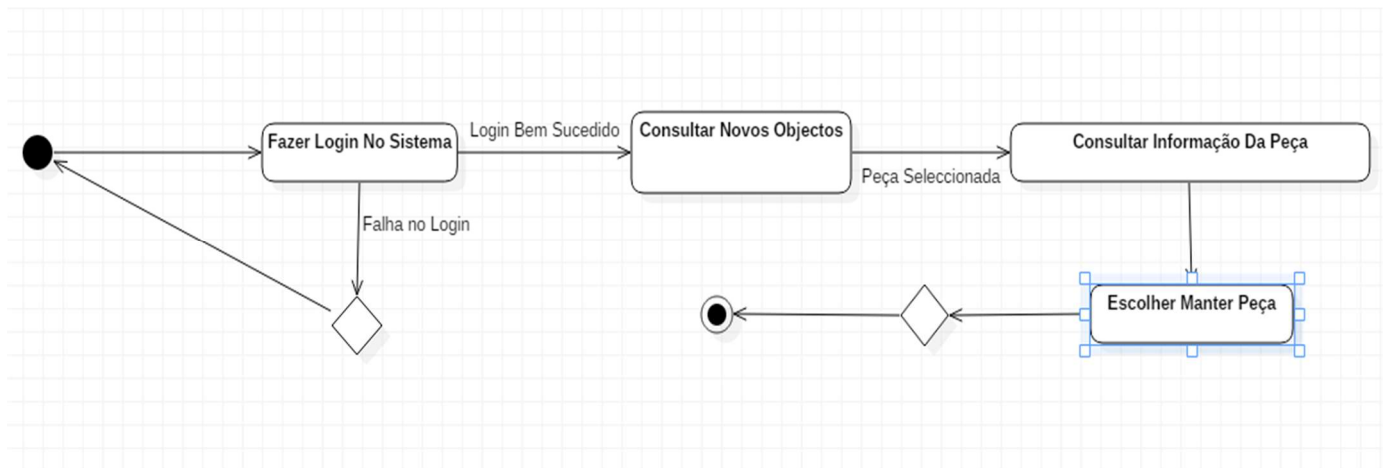 Fazer Login No Sistema
Login Bem Sucedido
Consultar Novos Objectos
Peça Seleccionada
Consultar Informação Da Peça
Falha no Login
Escolher Manter Peça